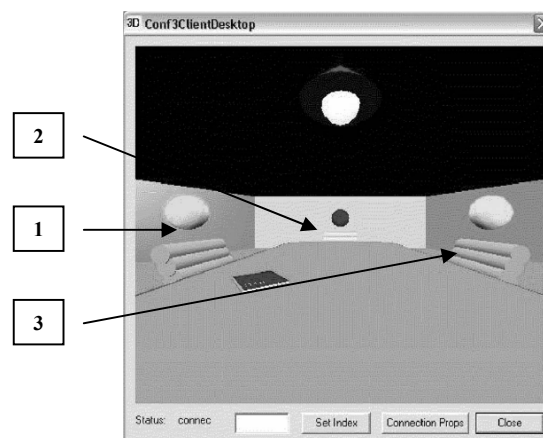 3D Conf3ClientDesktop
2
1
3
Status: connec
Set Index
Connection Props
Close